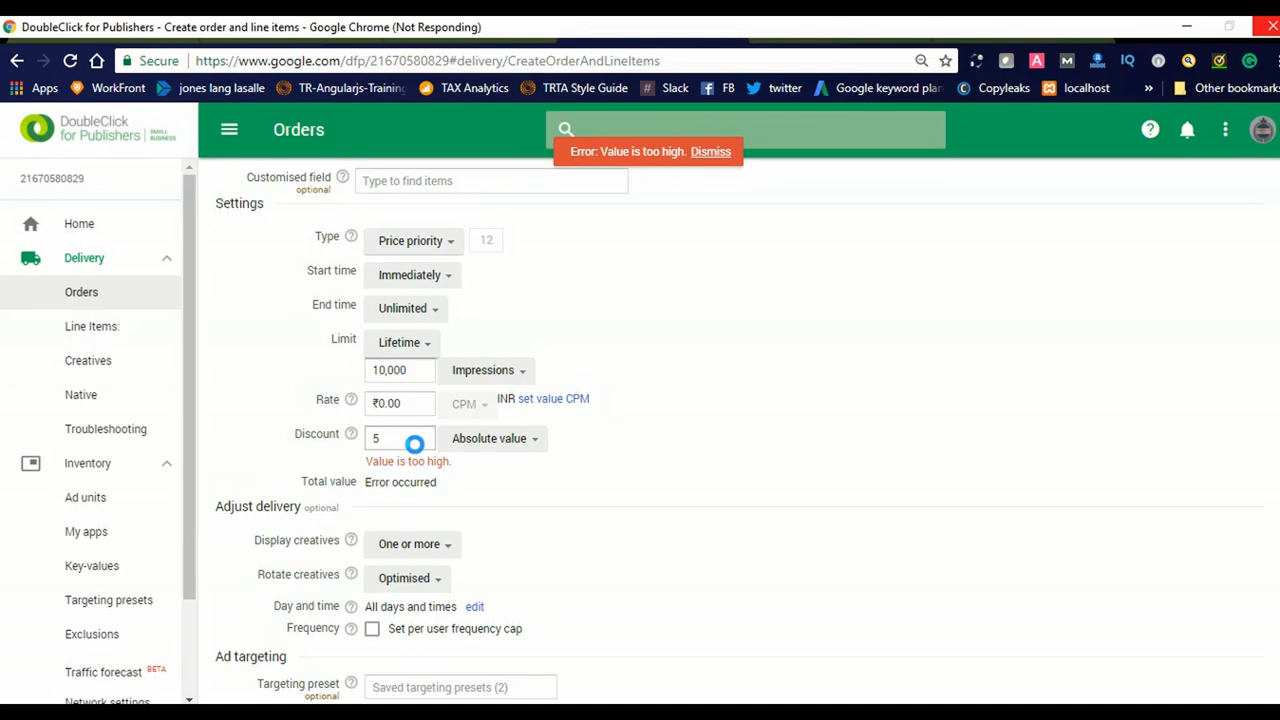 DoubleClick for Publishers - Create order and line items - Google Chrome (Not Responding)
Secure https://www.google.com/dfp/21670580829#delivery/CreateOrderAndLineItems
Apps WorkFront jones lang lasalle TR-Angularjs-Training TAX Analytics TRTA Style Guide Slack FB twitter Google keyword plan Copyleaks localhost » Other bookmarks
DoubleClick
for Publishers SMALL BUSINESS
Orders
Error: Value is too high. Dismiss
21670580829
Home
Delivery
Orders
Line Items:
Creatives
Native
Troubleshooting
Inventory
Ad units
My apps
Key-values
Targeting presets
Exclusions
Traffic forecast BETA
Network settings
Customised field optional Type to find items
Settings
Type Price priority 12
Start time Immediately
End time Unlimited
Limit Lifetime
10,000 Impressions
Rate ₹0.00 CPM INR set value CPM
Discount 5 Absolute value
Value is too high.
Total value Error occurred
Adjust delivery optional
Display creatives One or more
Rotate creatives Optimised
Day and time All days and times edit
Frequency Set per user frequency cap
Ad targeting
Targeting preset optional Saved targeting presets (2)